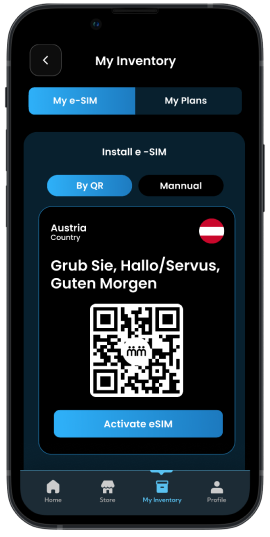 My Inventory
My e-SIM
My Plans
Install e -SIM
By QR
Mannual
Austria
Country
Grub Sie, Hallo/Servus,
Guten Morgen
Activate eSIM
Home
Store
My Inventory
Profile